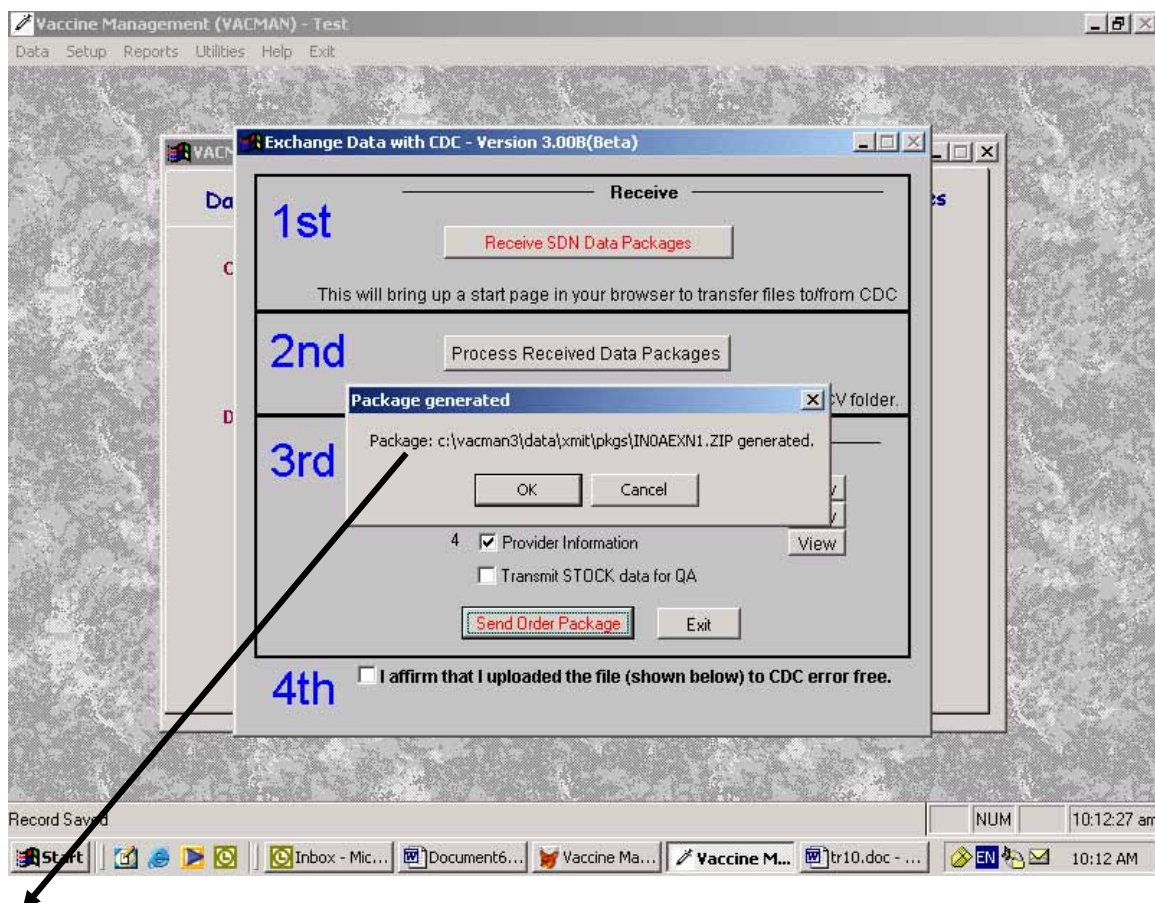 Vaccine Management (VACMAN) - Test
Data Setup Reports Utilities Help Exit
VACM
Exchange Data with CDC - Version 3.00B(Beta)
Da
es
C
D
1st
Receive
Receive SDN Data Packages
This will bring up a start page in your browser to transfer files to/from CDC
2nd
Process Received Data Packages
CV folder.
Package generated
Package: c:\vacman3\data\xmit\pkgs\IN0AEXN1.ZIP generated.
OK Cancel
3rd
4 Provider Information View
Transmit STOCK data for QA
Send Order Package Exit
4th
I affirm that I uploaded the file (shown below) to CDC error free.
Record Saved NUM 10:12:27 am
Start Inbox - Mic... Document6... Vaccine Ma... Vaccine M... tr10.doc - ... EN 10:12 AM